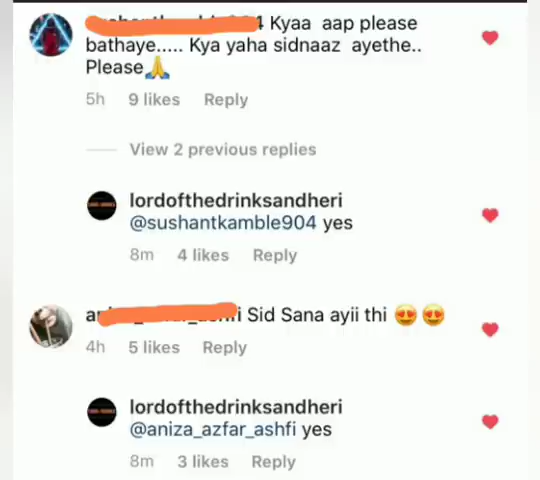 4 Kyaa aap please
bathaye..... Kya yaha sidnaaz ayethe..
Please🙏
5h 9 likes Reply
View 2 previous replies
lordofthedrinksandheri
@sushantkamble904 yes
8m 4 likes Reply
Sid Sana ayii thi 😍😍
4h 5 likes Reply
lordofthedrinksandheri
@aniza_azfar_ashfi yes
8m 3 likes Reply